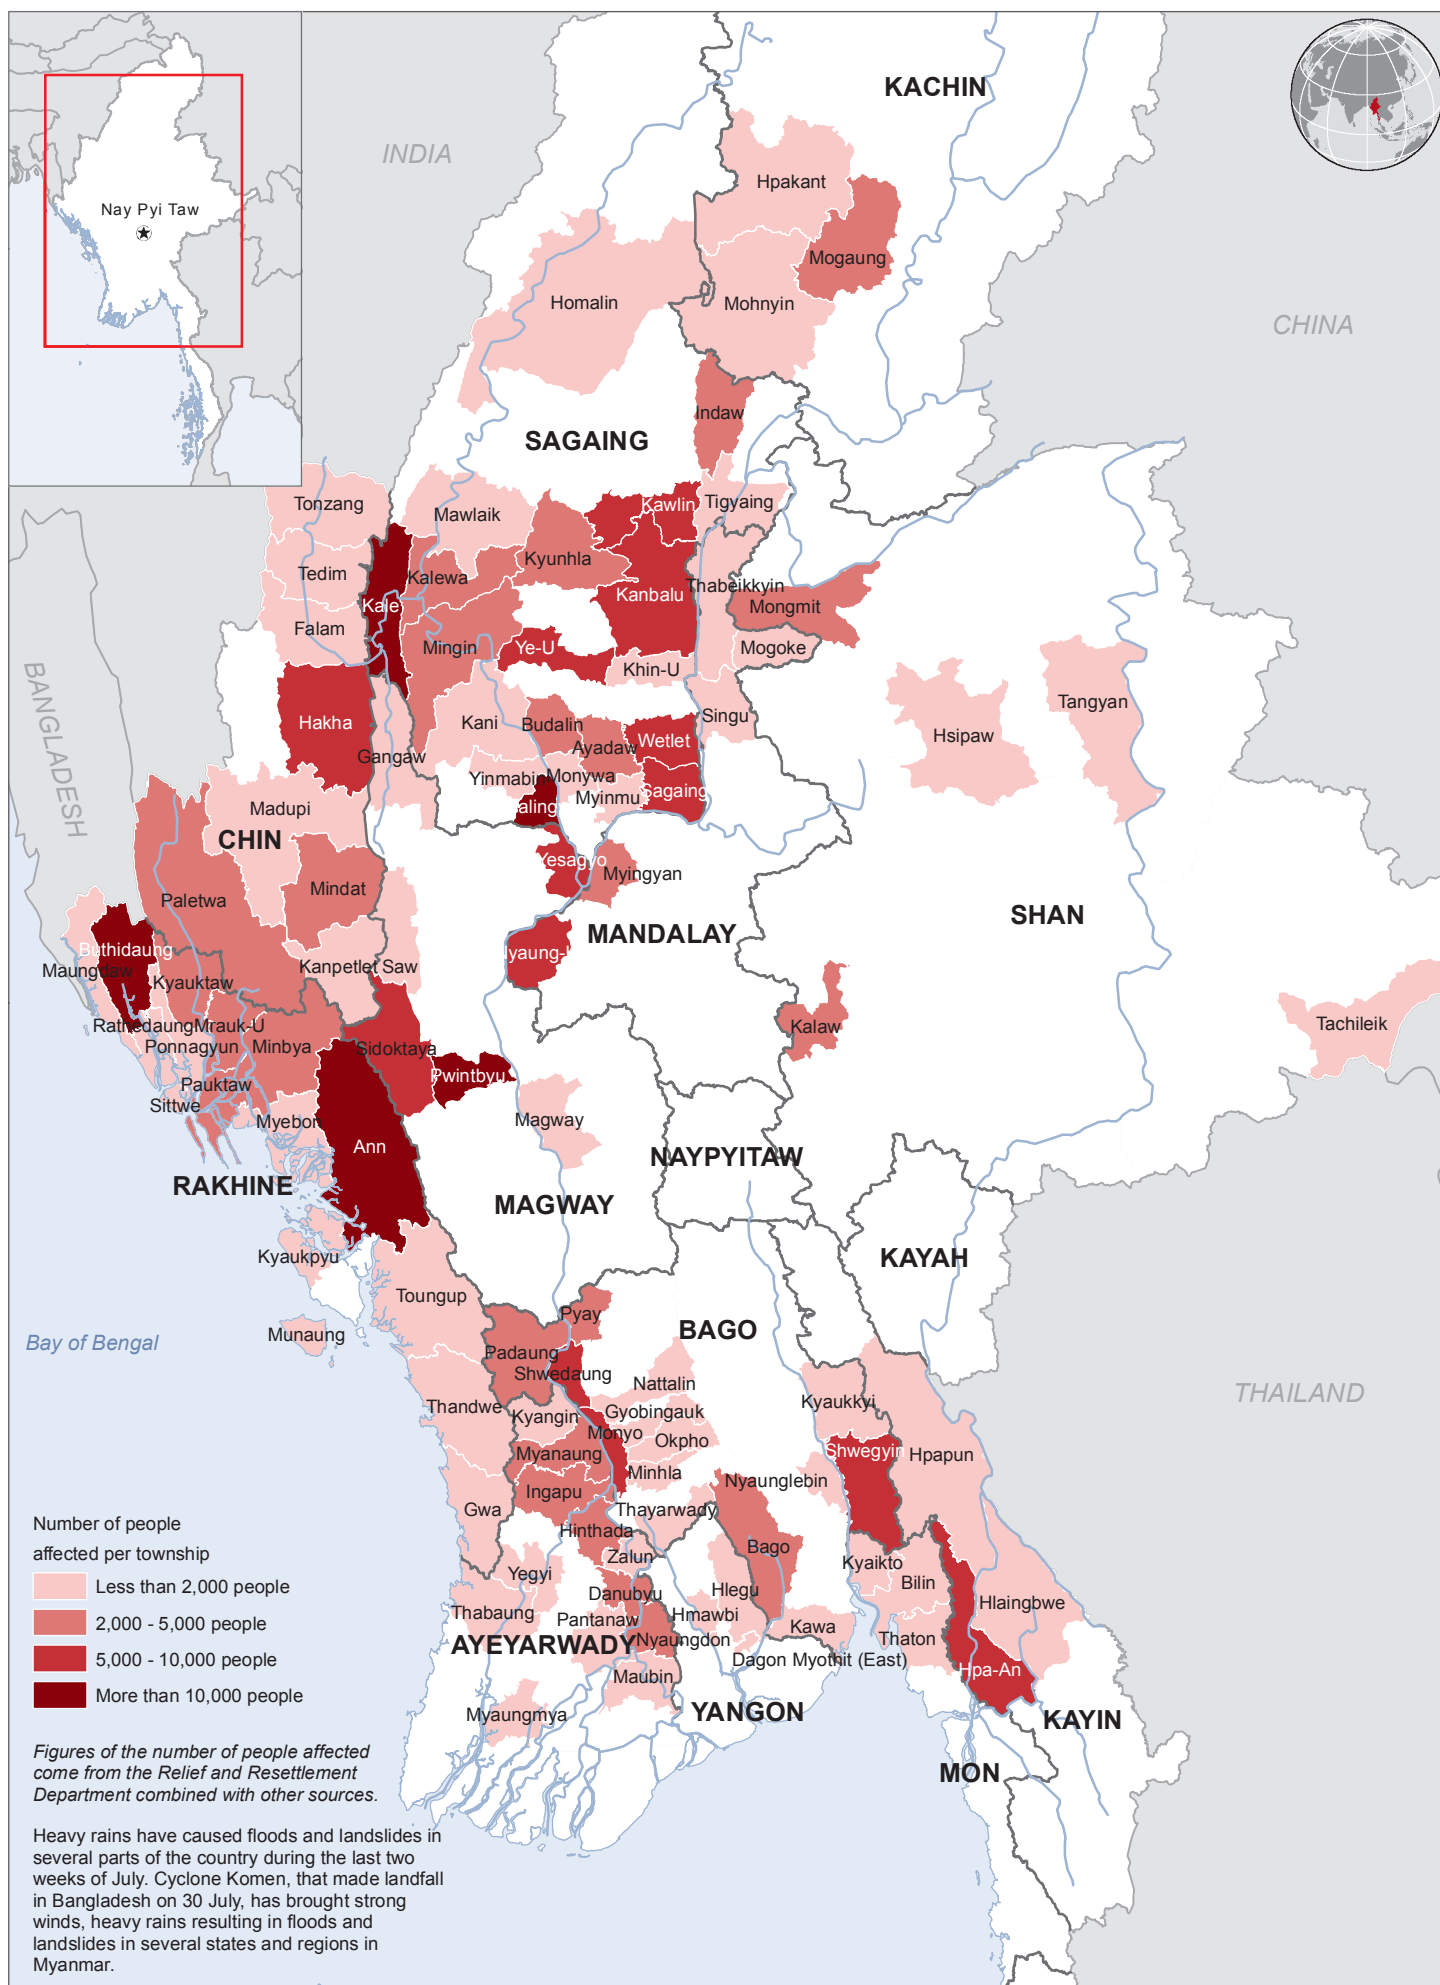 Nay Pyi Taw
KACHIN
INDIA
Hpakant
Mogaung
Homalin
Mohnyin
CHINA
Indaw
SAGAING
Tonzang
Mawlaik
Kawlin
Tigyaing
Kyunhla
Tedim
Kalewa
Thabeikkyin
Kale
Kanbalu
Mongmit
Falam
Mingin
Ye-U
Mogoke
Khin-U
BANGLADESH
Hakha
Kani
Budalin
Singu
Tangyan
Hsipaw
Gangaw
Ayadaw
Wetlet
Yinmabin
Monywa
Madupi
Myinmu
Sagaing
aling
CHIN
Yesagyo
Myingyan
Mindat
Paletwa
SHAN
MANDALAY
Buthidaung
Nyaung-U
Maungdaw
Kyauktaw
Kanpetlet
Saw
Rathedaung
Mrauk-U
Kalaw
Tachileik
Ponnagyun
Minbya
Sidoktaya
Pwintbyu
Pauktaw
Sittwe
Myebon
Magway
Ann
NAYPYITAW
RAKHINE
MAGWAY
Kyaukpyu
KAYAH
Toungup
Pyay
Munaung
BAGO
Bay of Bengal
Padaung
Shwedaung
Nattalin
THAILAND
Thandwe
Kyangin
Gyobingauk
Kyaukkyi
Monyo
Okpho
Myanaung
Shwegyin
Hpapun
Minhla
Nyaunglebin
Ingapu
Gwa
Thayarwady
Hinthada
Bago
Zalun
Kyaikto
Yegyi
Bilin
Danubyu
Hlegu
Hlaingbwe
Thabaung
Pantanaw
Hmawbi
Kawa
AYEYARWADY
Nyaungdon
Thaton
Dagon Myothit (East)
Maubin
Hpa-An
Myaungmya
YANGON
KAYIN
MON
Number of people
affected per township
Less than 2,000 people
2,000 - 5,000 people
5,000 - 10,000 people
More than 10,000 people
Figures of the number of people affected
come from the Relief and Resettlement
Department combined with other sources.
Heavy rains have caused floods and landslides in
several parts of the country during the last two
weeks of July. Cyclone Komen, that made landfall
in Bangladesh on 30 July, has brought strong
winds, heavy rains resulting in floods and
landslides in several states and regions in
Myanmar.